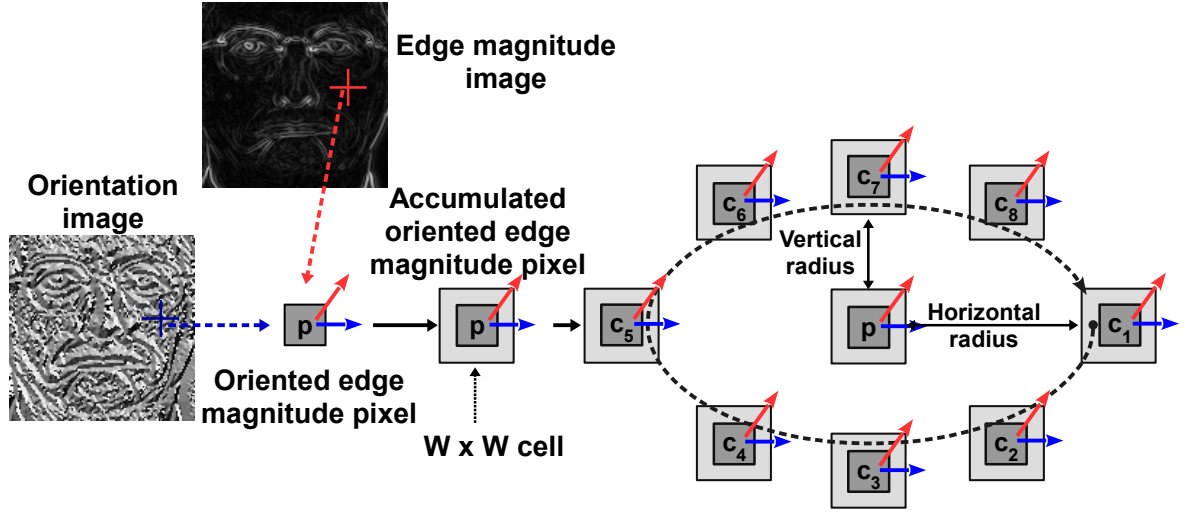 Edge magnitude
image
Orientation
image
Accumulated
oriented edge
magnitude pixel
p
Oriented edge
magnitude pixel
p
W x W cell
c5
c6
c7
c8
Vertical
radius
p
Horizontal
radius
c1
c4
c3
c2